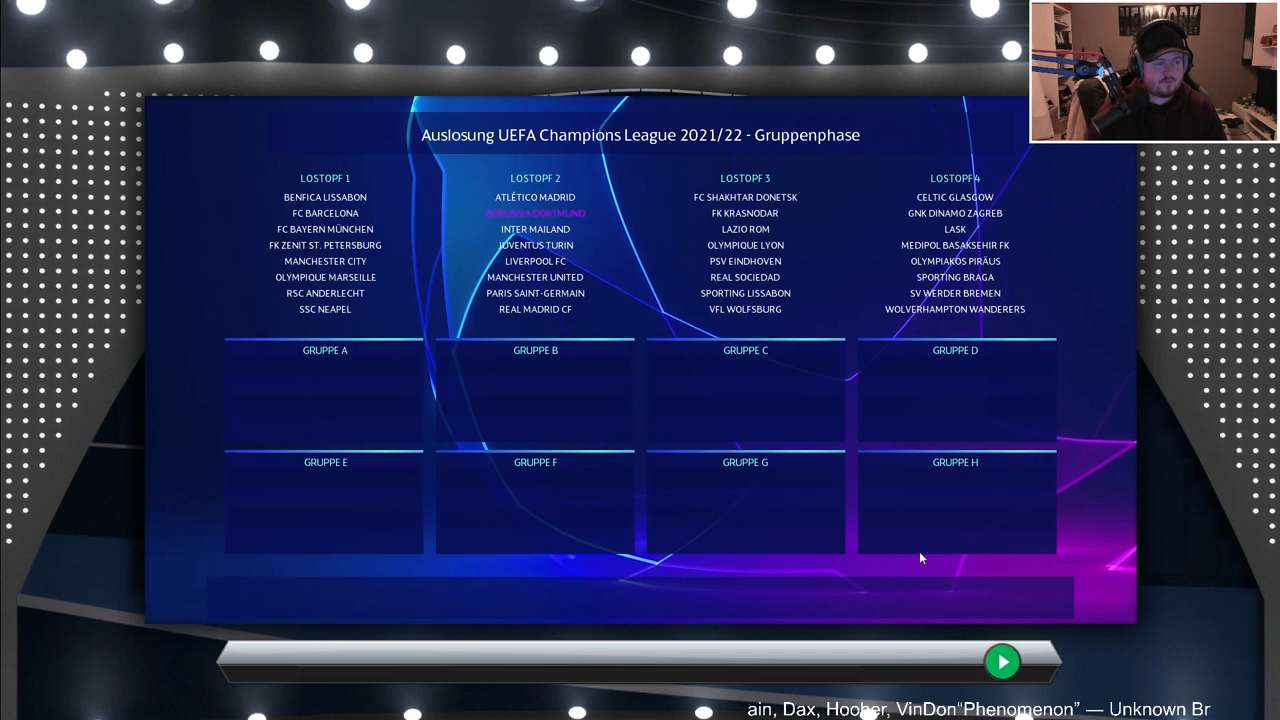 NEW YORK
Auslosung UEFA Champions League 2021/22 - Gruppenphase
LOSTOPF 1
BENFICA LISSABON
FC BARCELONA
FC BAYERN MÜNCHEN
FK ZENIT ST. PETERSBURG
MANCHESTER CITY
OLYMPIQUE MARSEILLE
RSC ANDERLECHT
SSC NEAPEL
LOSTOPF 2
ATLÉTICO MADRID
BORUSSIA DORTMUND
INTER MAILAND
JUVENTUS TURIN
LIVERPOOL FC
MANCHESTER UNITED
PARIS SAINT-GERMAIN
REAL MADRID CF
LOSTOPF 3
FC SHAKHTAR DONETSK
FK KRASNODAR
LAZIO ROM
OLYMPIQUE LYON
PSV EINDHOVEN
REAL SOCIEDAD
SPORTING LISSABON
VFL WOLFSBURG
LOSTOPF 4
CELTIC GLASGOW
GNK DINAMO ZAGREB
LASK
MEDIPOL BASAKSEHIR FK
OLYMPIAKOS PIRÄUS
SPORTING BRAGA
SV WERDER BREMEN
WOLVERHAMPTON WANDERERS
GRUPPE A
GRUPPE B
GRUPPE C
GRUPPE D
GRUPPE E
GRUPPE F
GRUPPE G
GRUPPE H
ain, Dax, Hoober, VinDon“Phenomenon” — Unknown Br